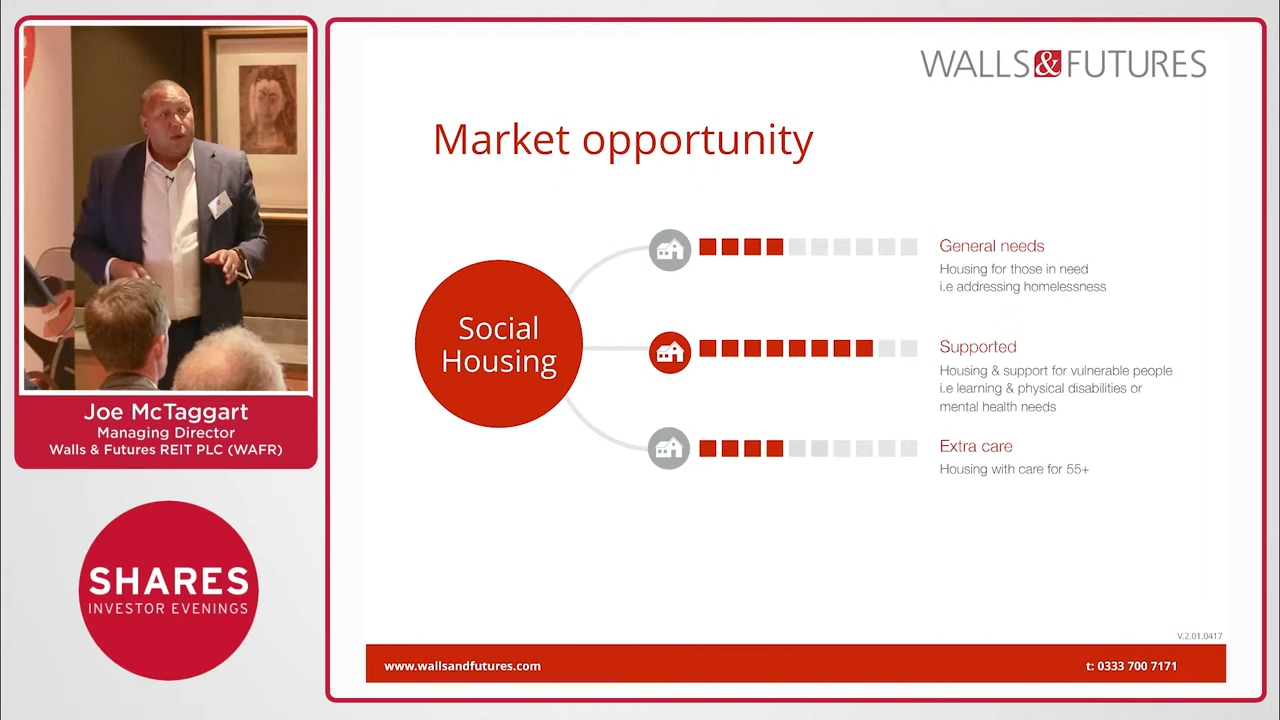 WALLS&FUTURES
Market opportunity
Social
Housing
General needs
Housing for those in need
i.e addressing homelessness
Supported
Housing & support for vulnerable people
i.e learning & physical disabilities or
mental health needs
Extra care
Housing with care for 55+
V.2.01.0417
www.wallsandfutures.com
t: 0333 700 7171
Joe McTaggart
Managing Director
Walls & Futures REIT PLC (WAFR)
SHARES
INVESTOR EVENINGS